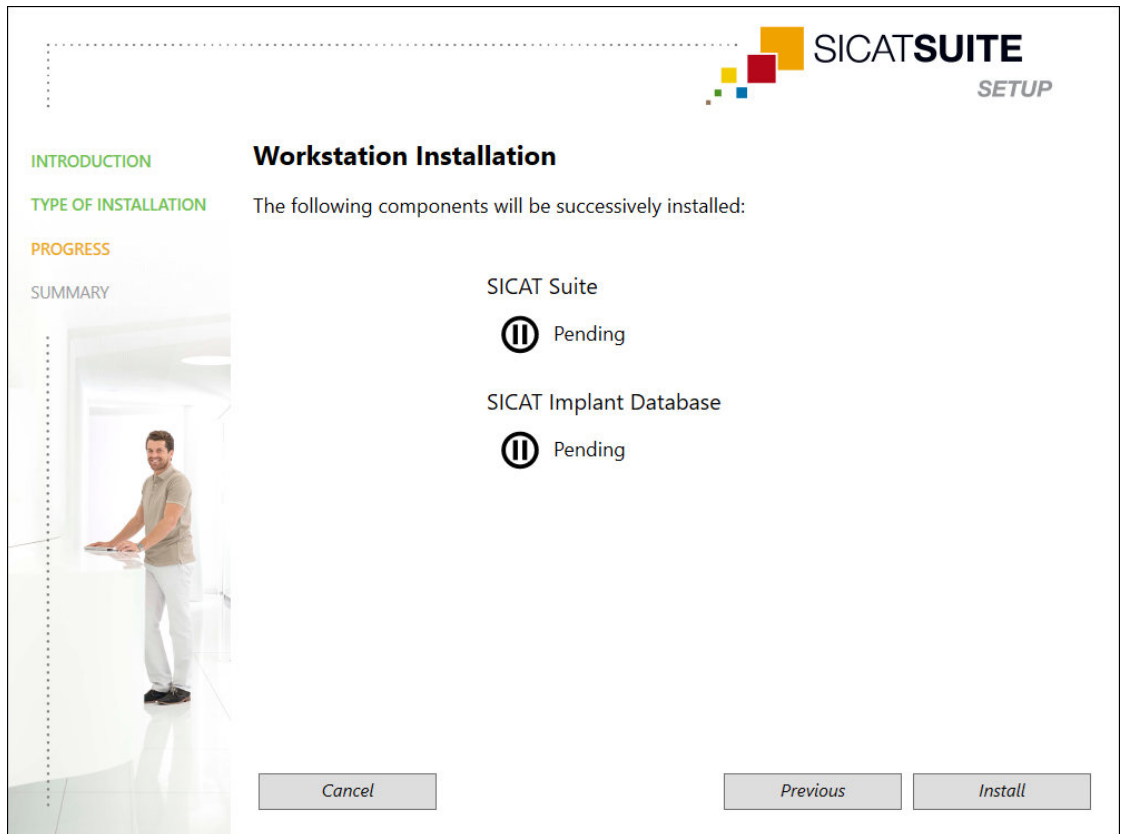 SICATSUITE
SETUP
INTRODUCTION
TYPE OF INSTALLATION
PROGRESS
SUMMARY
Workstation Installation
The following components will be successively installed:
SICAT Suite
Pending
SICAT Implant Database
Pending
Cancel
Previous
Install